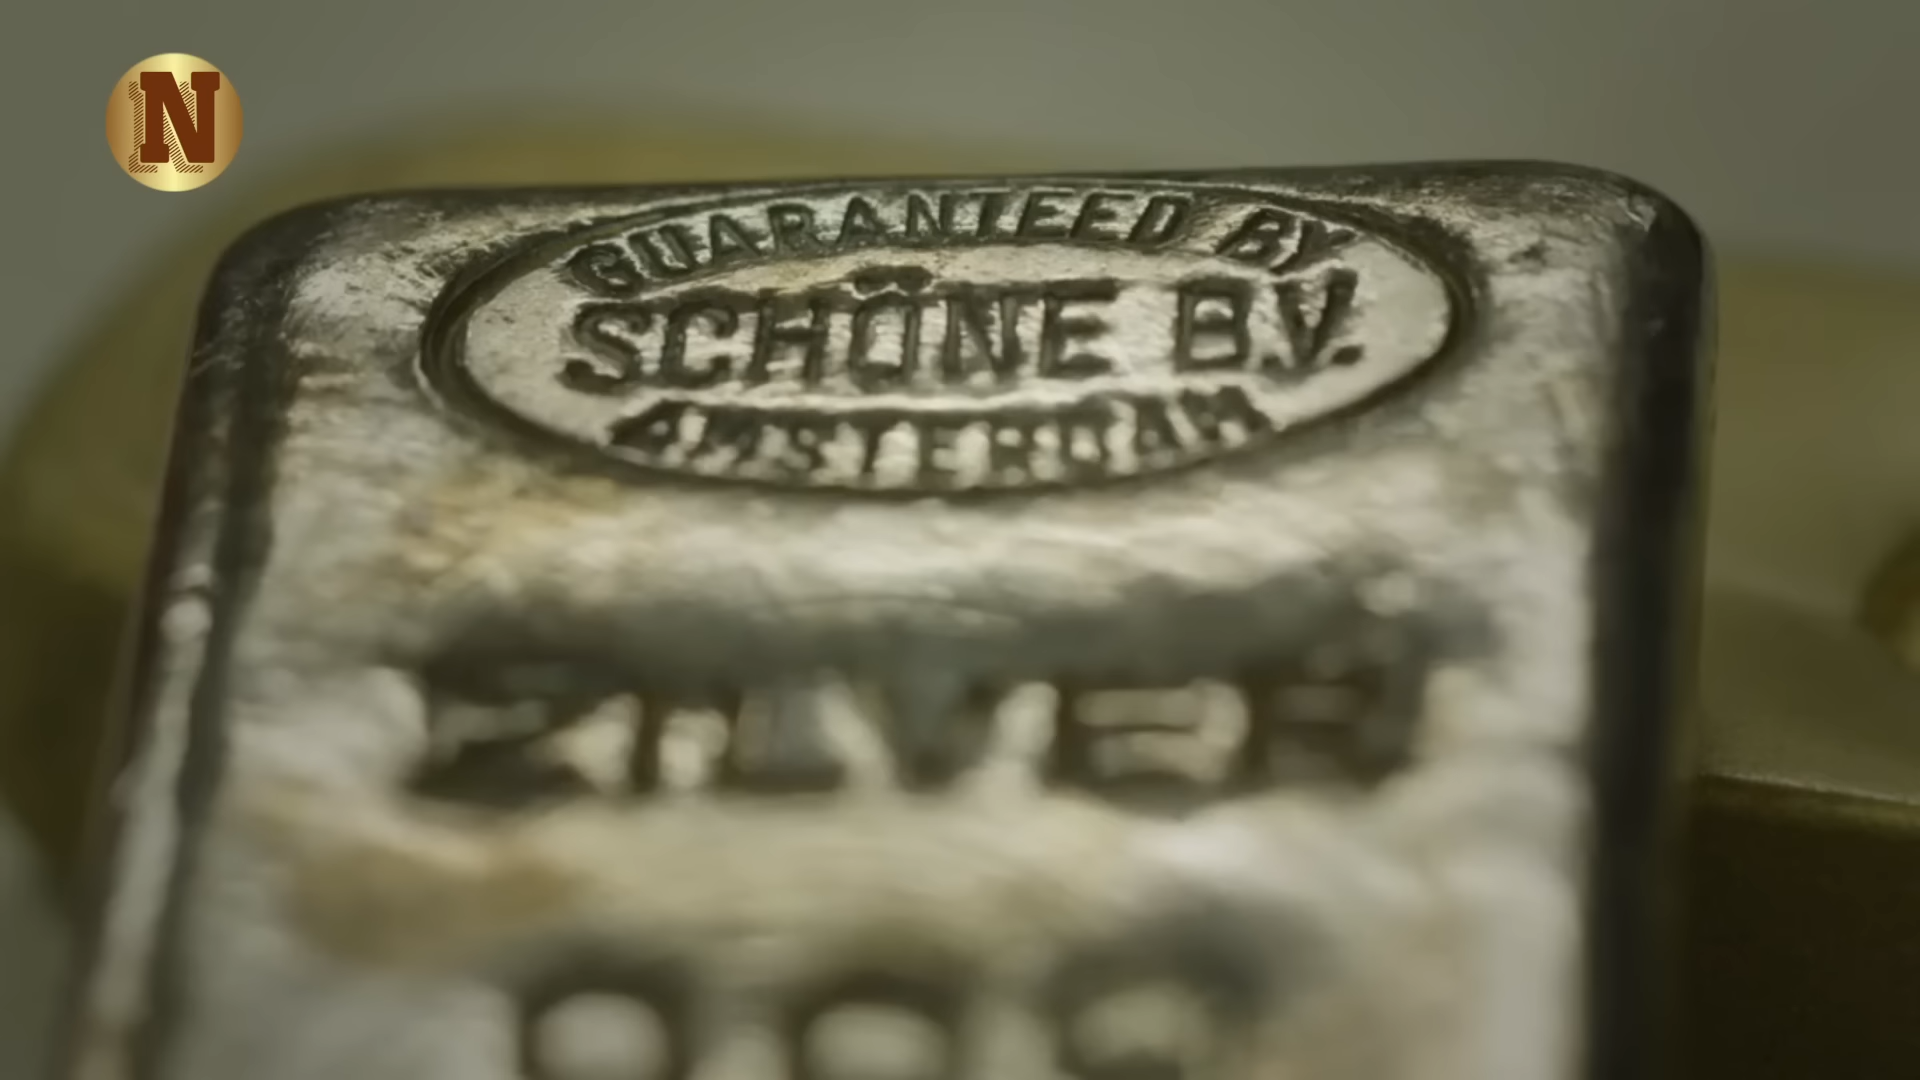 N
GUARANTEED BY
SCHÖNE B.V.
AMSTERDAM
ZILVER